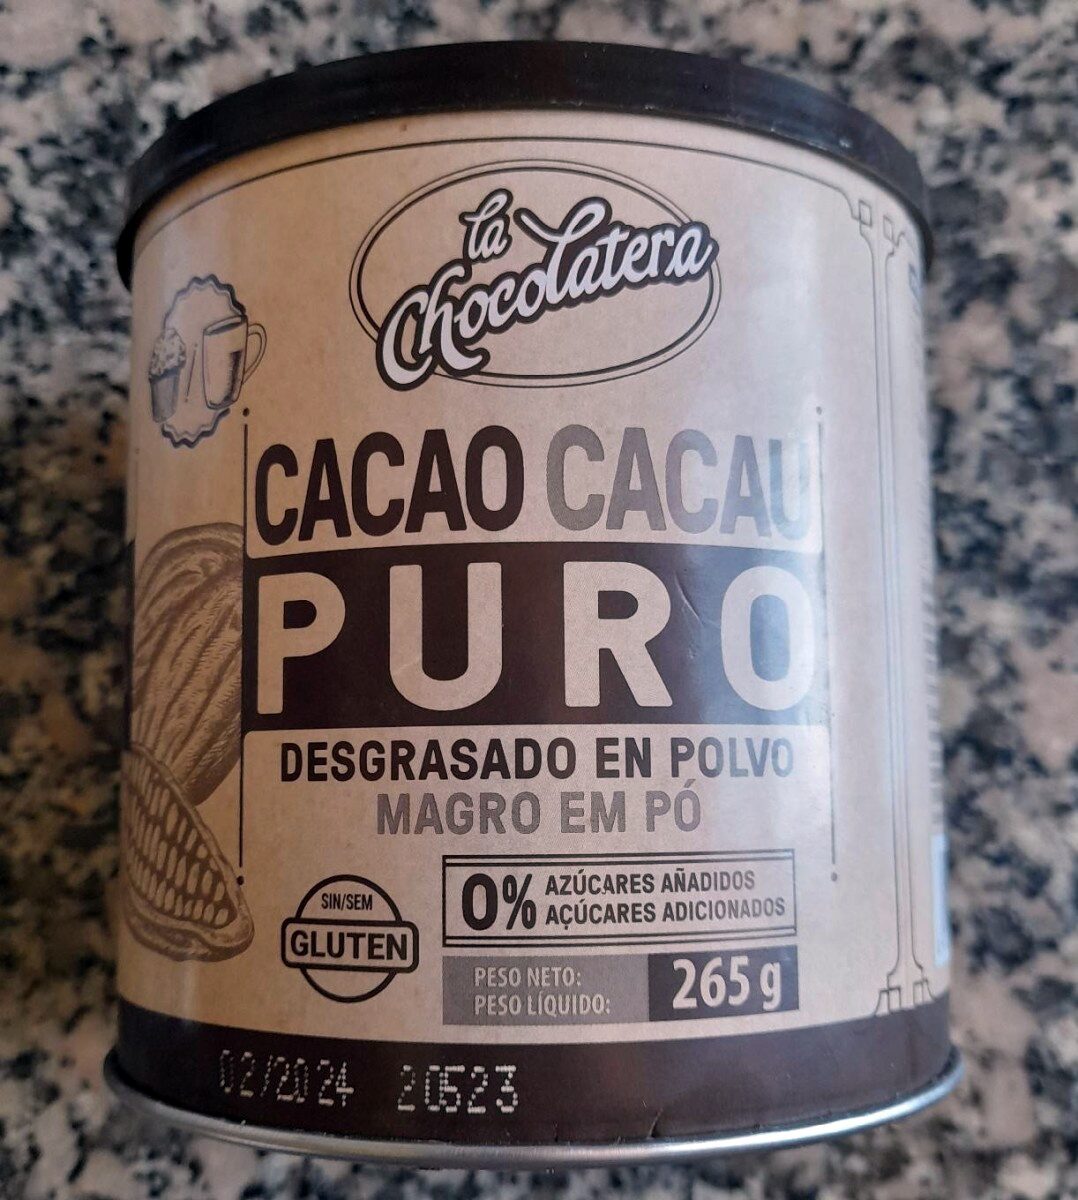 la
Chocolatera
CACAO CACAU
PURO
DESGRASADO EN POLVO
MAGRO EM PÓ
0% AZÚCARES AÑADIDOS
AÇÚCARES ADICIONADOS
SIN/SEM
GLUTEN
PESO NETO:
PESO LÍQUIDO:
265 g
02/2024 20523